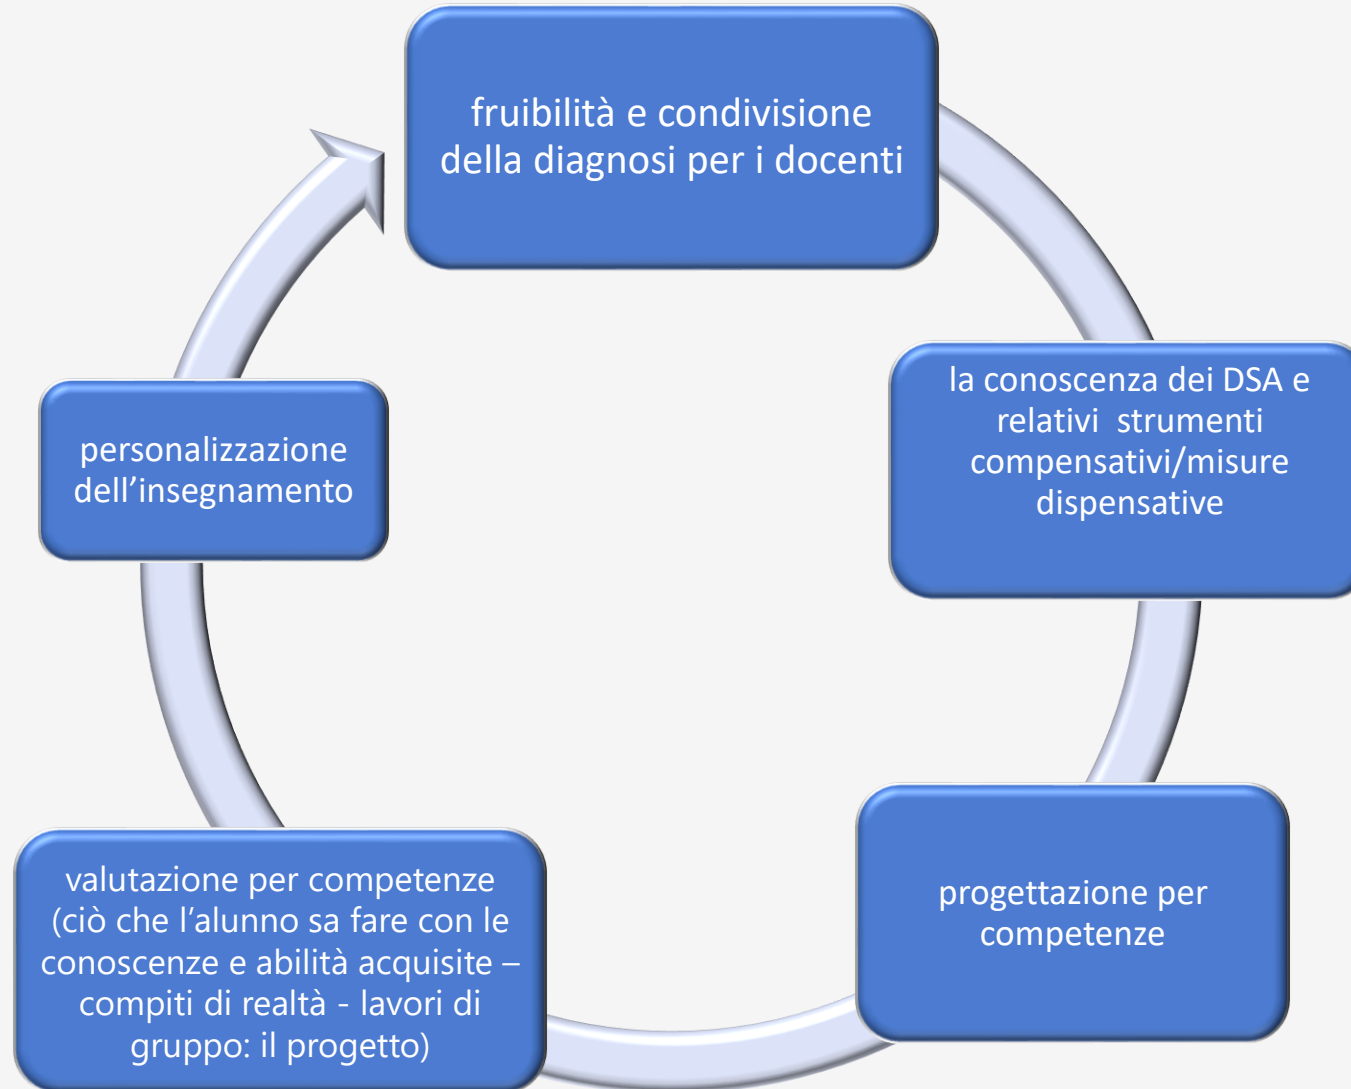 fruibilità e condivisione
della diagnosi per i docenti
la conoscenza dei DSA e
relativi  strumenti
compensativi/misure
dispensative
progettazione per
competenze
valutazione per competenze
(ciò che l’alunno sa fare con le
conoscenze e abilità acquisite –
compiti di realtà - lavori di
gruppo: il progetto)
personalizzazione
dell’insegnamento